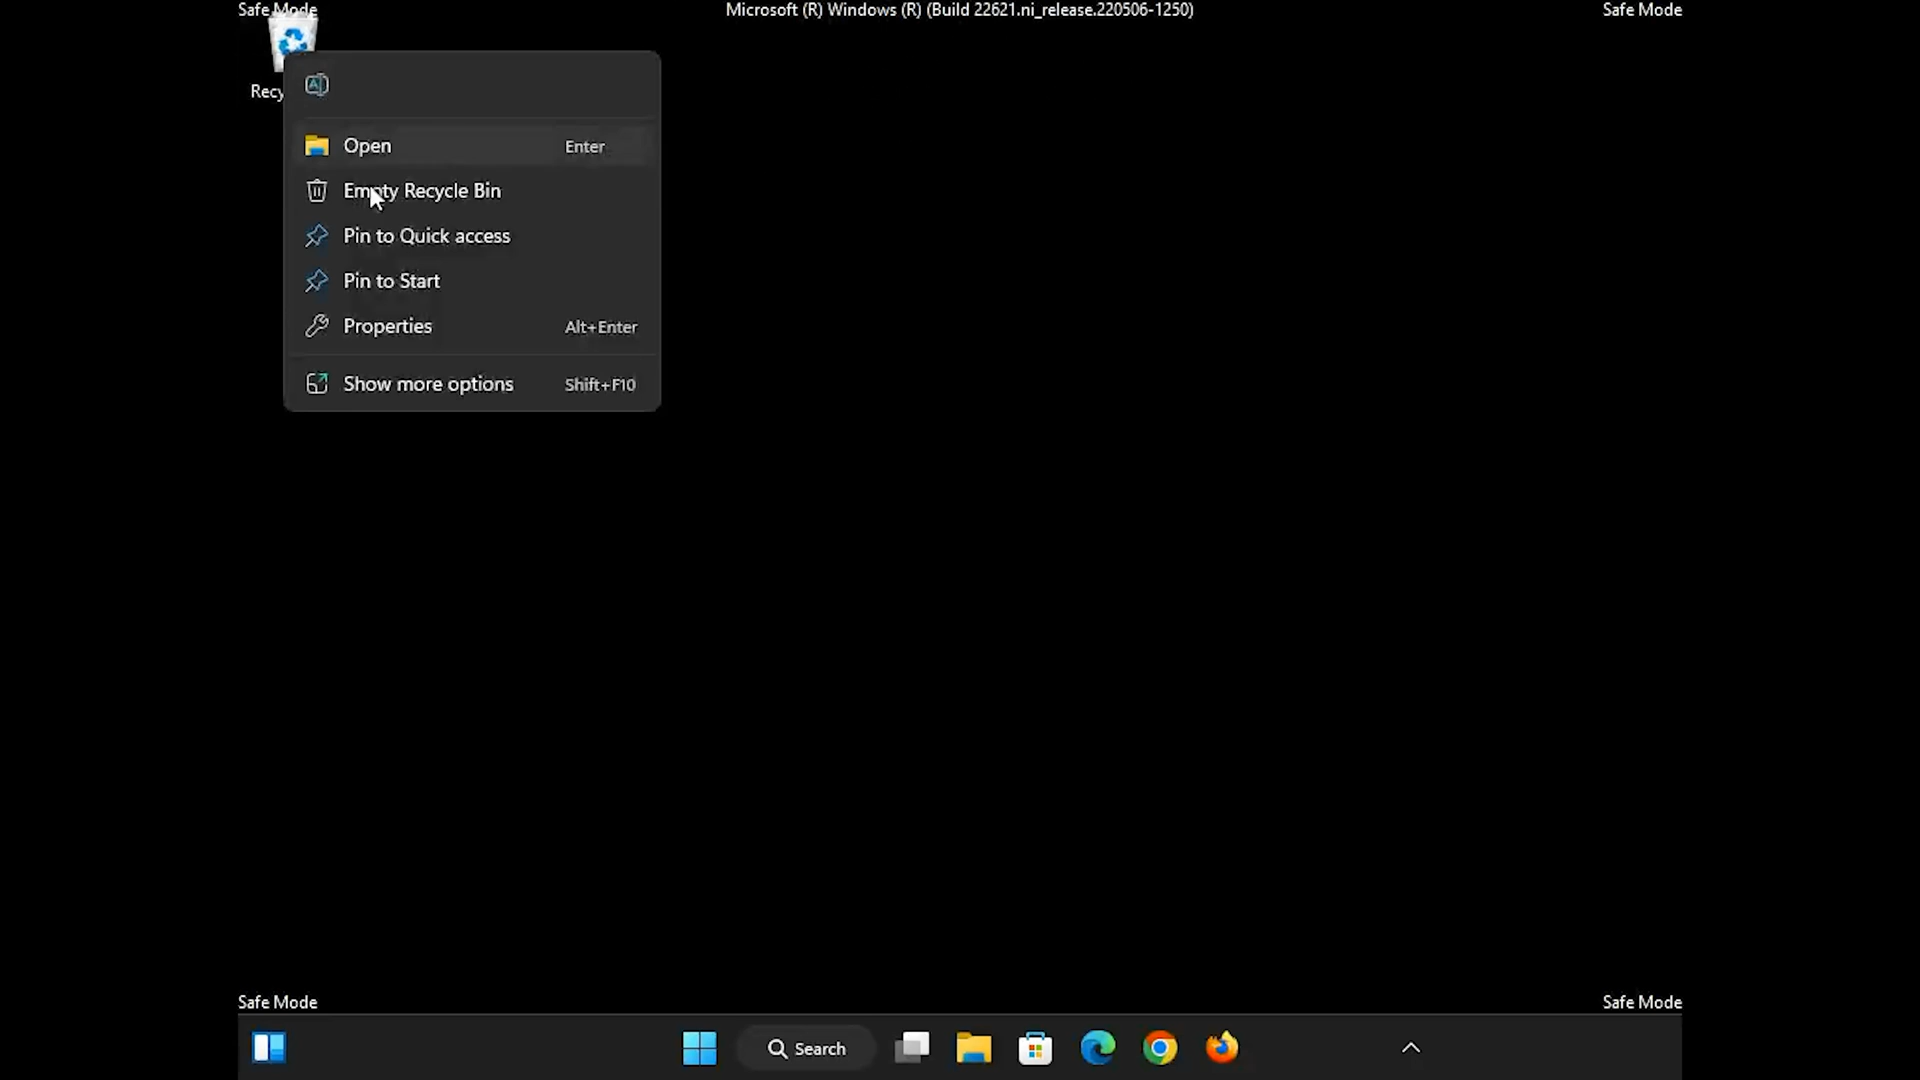 Safe Mode
Microsoft (R) Windows (R) (Build 22621.ni_release.220506-1250)
Safe Mode
Recy
Open Enter
Empty Recycle Bin
Pin to Quick access
Pin to Start
Properties Alt+Enter
Show more options Shift+F10
Safe Mode
Safe Mode
Search